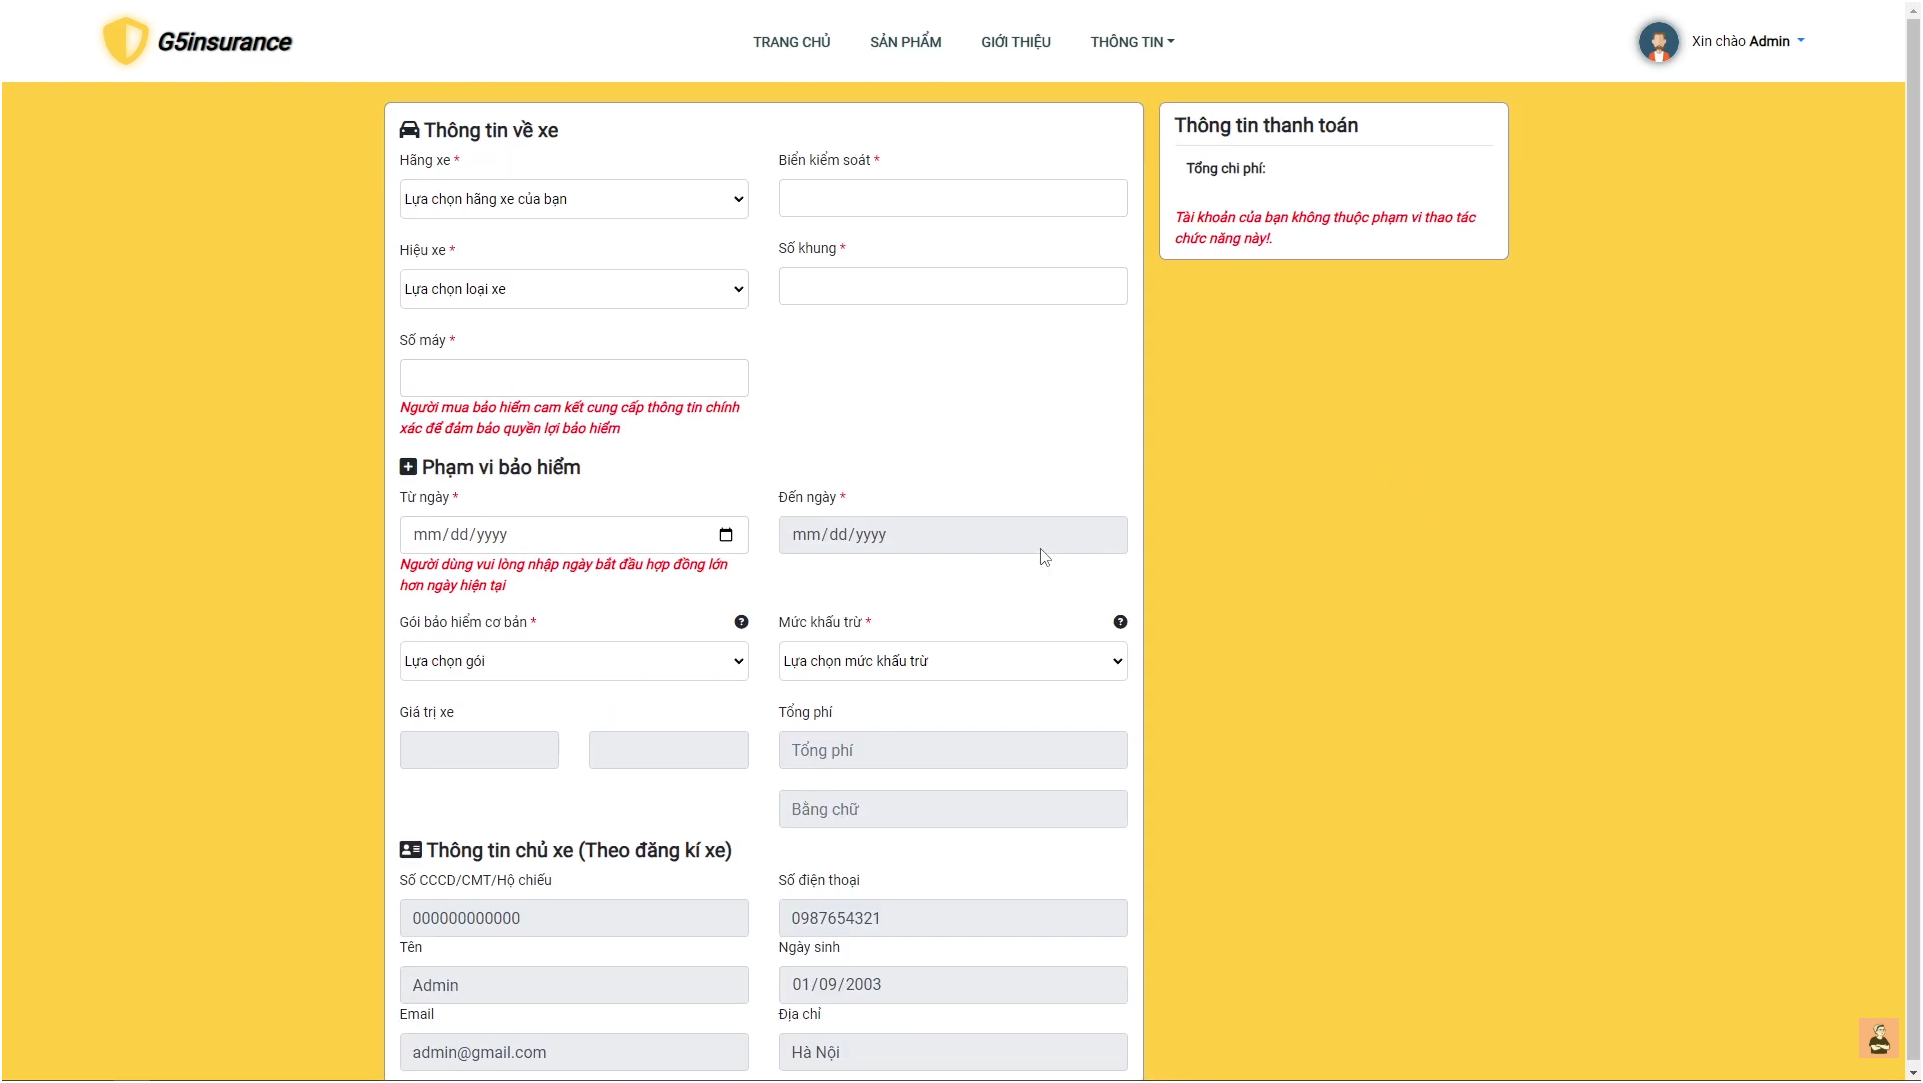 G5insurance
TRANG CHỦ
SẢN PHẨM
GIỚI THIỆU
THÔNG TIN
Xin chào Admin
Thông tin về xe
Hãng xe *
Biển kiểm soát *
Lựa chọn hãng xe của bạn
Hiệu xe *
Số khung *
Lựa chọn loại xe
Số máy *
Người mua bảo hiểm cam kết cung cấp thông tin chính
xác để đảm bảo quyền lợi bảo hiểm
Phạm vi bảo hiểm
Từ ngày *
Đến ngày *
mm/dd/yyyy
mm/dd/yyyy
Người dùng vui lòng nhập ngày bắt đầu hợp đồng lớn
hơn ngày hiện tại
Gói bảo hiểm cơ bản *
?
Mức khấu trừ *
?
Lựa chọn gói
Lựa chọn mức khấu trừ
Giá trị xe
Tổng phí
Tổng phí
Bằng chữ
Thông tin chủ xe (Theo đăng kí xe)
Số CCCD/CMT/Hộ chiếu
Số điện thoại
000000000000
0987654321
Tên
Ngày sinh
Admin
01/09/2003
Email
Địa chỉ
admin@gmail.com
Hà Nội
Thông tin thanh toán
Tổng chi phí:
Tài khoản của bạn không thuộc phạm vi thao tác
chức năng này!.